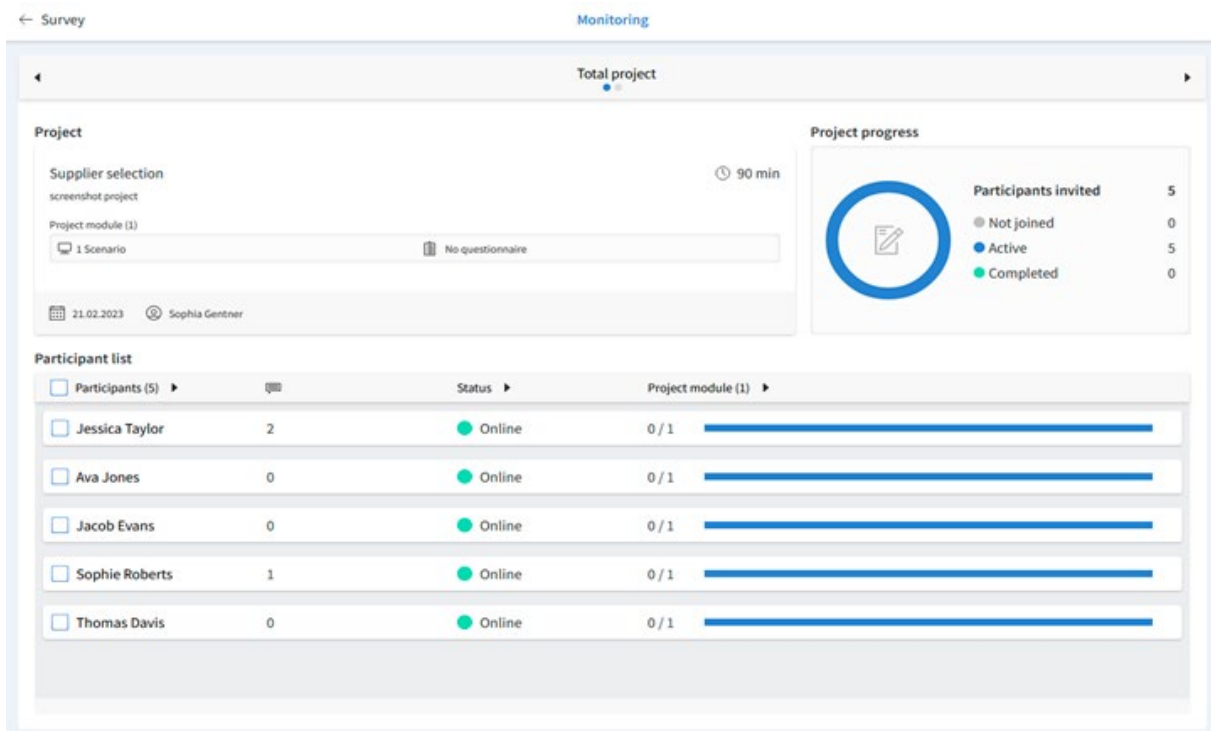 ← Survey
Monitoring
Total project
Project
Supplier selection
90 min
screenshot project
Project module (1)
1 Scenario
No questionnaire
21.02.2023
Sophia Gentner
Project progress
Participants invited 5
Not joined 0
Active 5
Completed 0
Participant list
Participants (5) Status Project module (1)
Jessica Taylor 2 Online 0 / 1
Ava Jones 0 Online 0 / 1
Jacob Evans 0 Online 0 / 1
Sophie Roberts 1 Online 0 / 1
Thomas Davis 0 Online 0 / 1